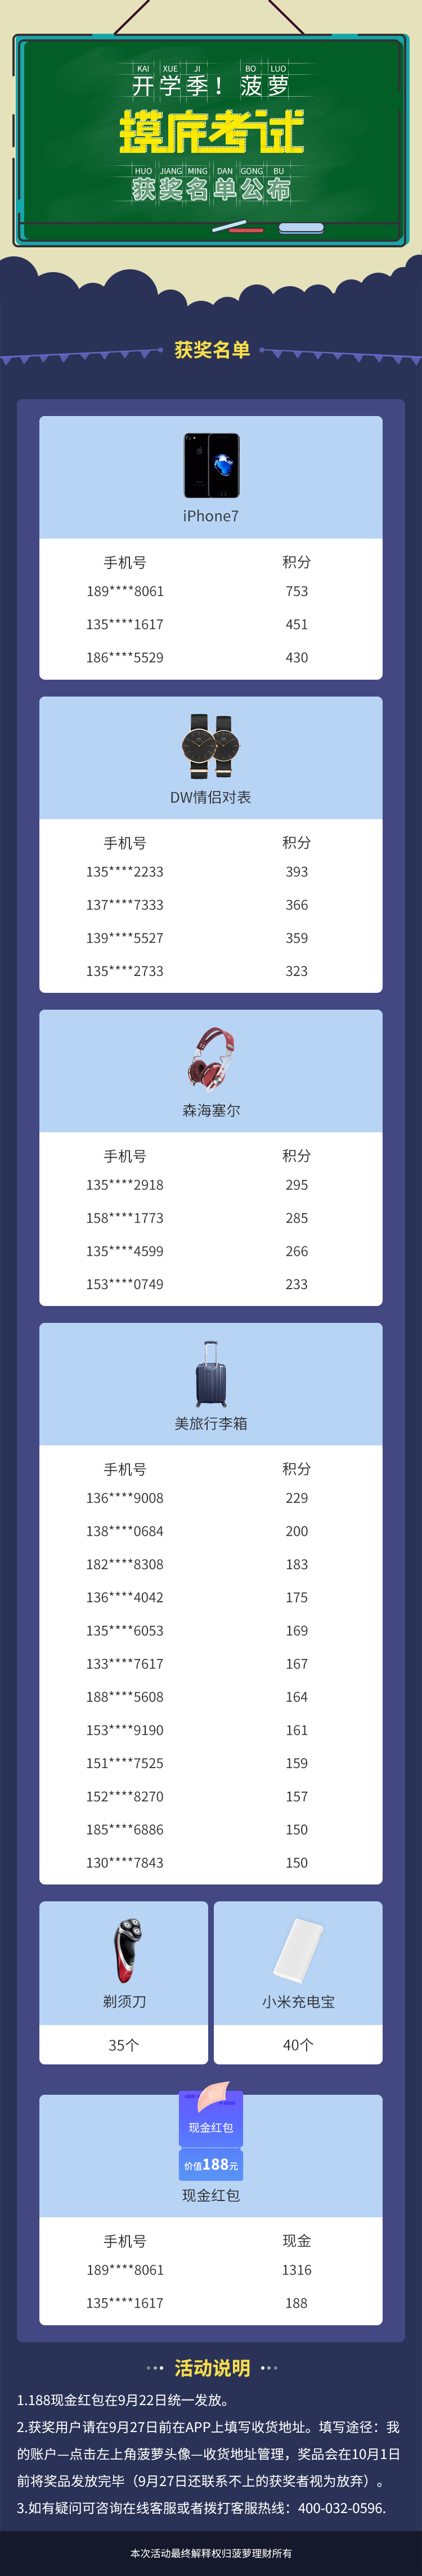 KAI XUE JI BO LUO
开学季！菠萝
摸底考试
HUO JIANG MING DAN GONG BU
获奖名单公布
获奖名单
iPhone7
手机号 积分
189****8061 753
135****1617 451
186****5529 430
DW情侣对表
手机号 积分
135****2233 393
137****7333 366
139****5527 359
135****2733 323
森海塞尔
手机号 积分
135****2918 295
158****1773 285
135****4599 266
153****0749 233
美旅行李箱
手机号 积分
136****9008 229
138****0684 200
182****8308 183
136****4042 175
135****6053 169
133****7617 167
188****5608 164
153****9190 161
151****7525 159
152****8270 157
185****6886 150
130****7843 150
剃须刀 小米充电宝
35个 40个
现金红包
价值188元
现金红包
手机号 现金
189****8061 1316
135****1617 188
活动说明
1.188现金红包在9月22日统一发放。
2.获奖用户请在9月27日前在APP上填写收货地址。填写途径：我
的账户—点击左上角菠萝头像—收货地址管理，奖品会在10月1日
前将奖品发放完毕（9月27日还联系不上的获奖者视为放弃）。
3.如有疑问可咨询在线客服或者拨打客服热线：400-032-0596.
本次活动最终解释权归菠萝理财所有